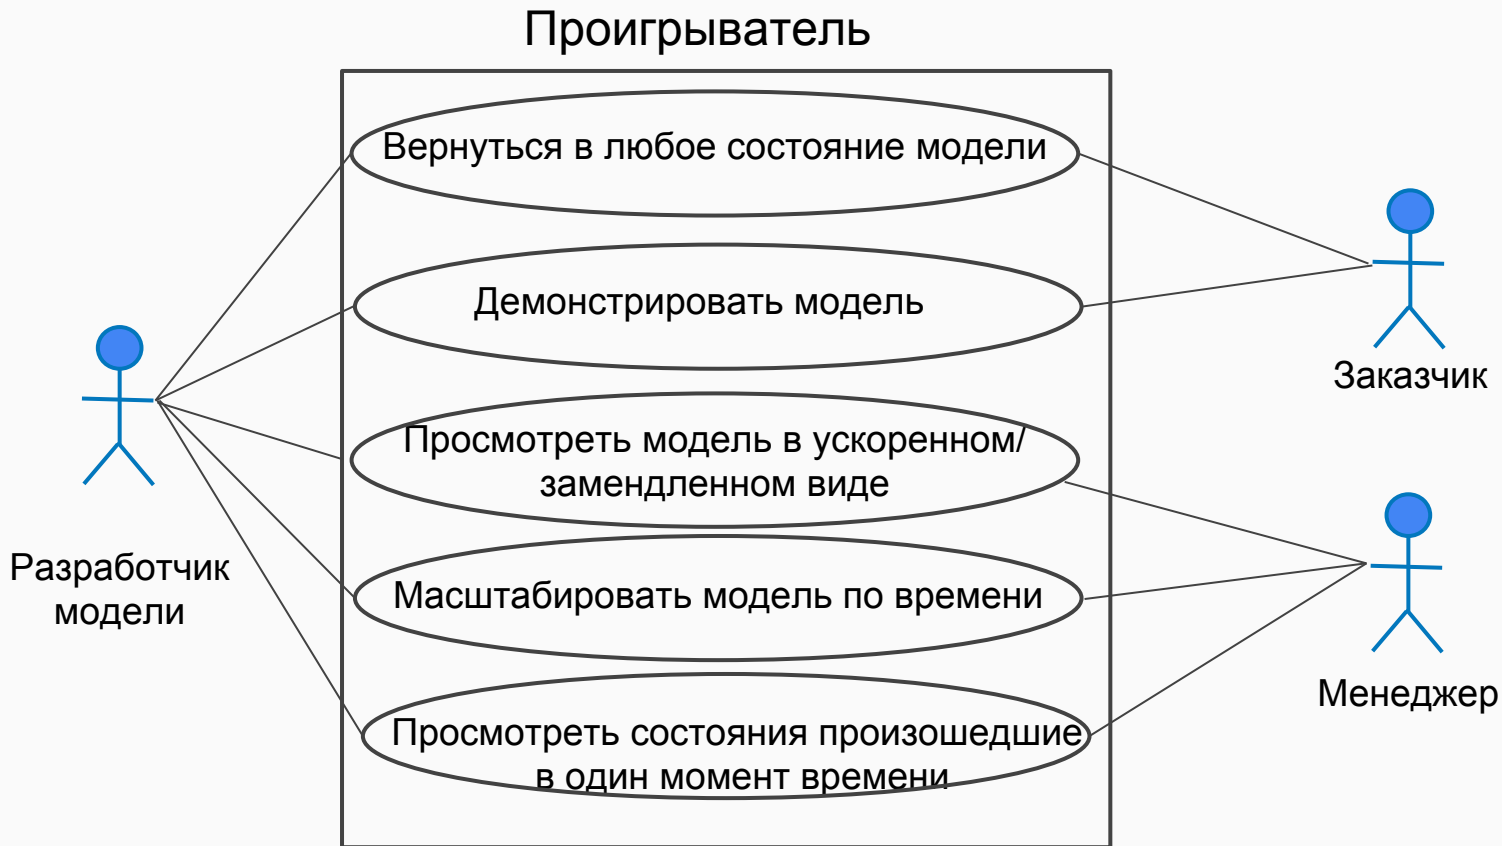 Проигрыватель
Вернуться в любое состояние модели
Демонстрировать модель
Заказчик
Просмотреть модель в ускоренном/
замендленном виде
Разработчик
модели
Масштабировать модель по времени
Менеджер
Просмотреть состояния произошедшие
в один момент времени